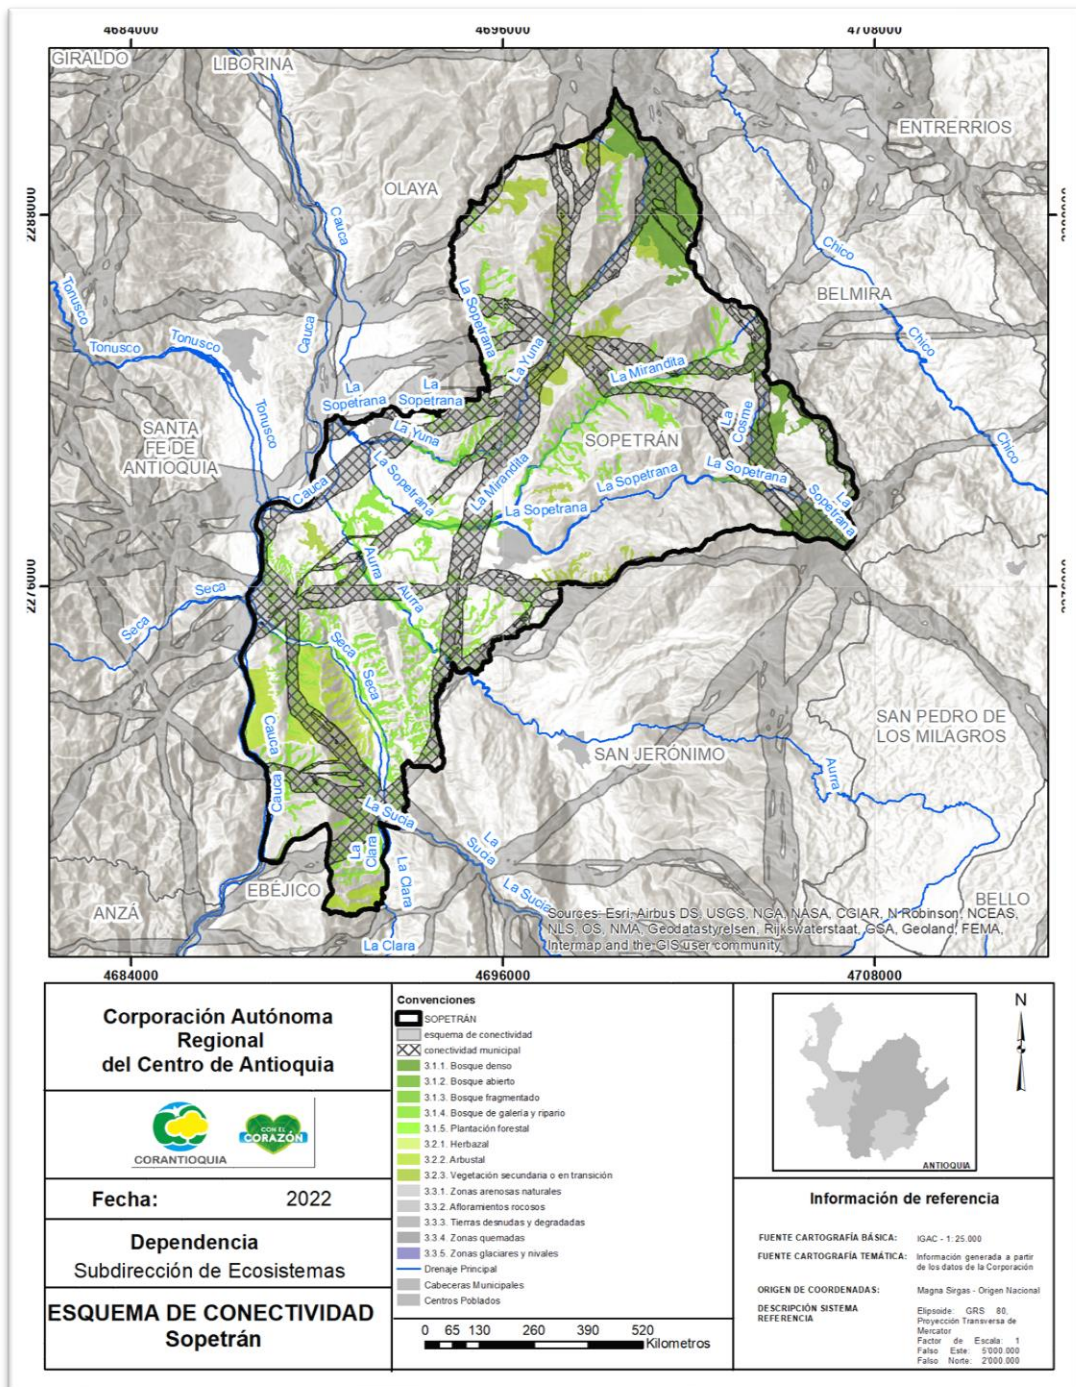 4684000
4696000
4708000
GIRALDO
LIBORINA
ENTRERRIOS
OLAYA
2288000
Cauca
Chico
Tonusco
La Sopetrana
BELMIRA
Cauca
Tonusco
Tonusco
La Yuna
Chico
La Mirandita
La
Sopetrana
La
Sopetrana
Tonusco
SANTA
FE DE
ANTIOQUIA
La Yuna
La
Cosme
SOPETRÁN
Chico
La Sopetrana
La Mirandita
La Sopetrana
La Sopetrana
La
Sopetrana
Cauca
La Sopetrana
Aurra
2276000
Seca
Aurra
Seca
Seca
Seca
Cauca
SAN PEDRO DE
LOS MILAGROS
SAN JERÓNIMO
Aurra
Cauca
La Sucia
La
Sucia
La
Clara
La Clara
EBÉJICO
La Sucia
BELLO
ANZÁ
La Clara
Sources: Esri, Airbus DS, USGS, NGA, NASA, CGIAR, N Robinson, NCEAS,
NLS, OS, NMA, Geodatastyrelsen, Rijkswaterstaat, GSA, Geoland, FEMA,
Intermap and the GIS user community
4684000
4696000
4708000
Corporación Autónoma
Regional
del Centro de Antioquia
CORANTIOQUIA
CON EL
CORAZÓN
Fecha: 2022
Dependencia
Subdirección de Ecosistemas
ESQUEMA DE CONECTIVIDAD
Sopetrán
Convenciones
SOPETRÁN
esquema de conectividad
conectividad municipal
3.1.1. Bosque denso
3.1.2. Bosque abierto
3.1.3. Bosque fragmentado
3.1.4. Bosque de galería y ripario
3.1.5. Plantación forestal
3.2.1. Herbazal
3.2.2. Arbustal
3.2.3. Vegetación secundaria o en transición
3.3.1. Zonas arenosas naturales
3.3.2. Afloramientos rocosos
3.3.3. Tierras desnudas y degradadas
3.3.4. Zonas quemadas
3.3.5. Zonas glaciares y nivales
Drenaje Principal
Cabeceras Municipales
Centros Poblados
0 65 130 260 390 520
Kilometros
N
ANTIOQUIA
Información de referencia
FUENTE CARTOGRAFÍA BÁSICA: IGAC - 1:25.000
FUENTE CARTOGRAFÍA TEMÁTICA: Información generada a partir
de los datos de la Corporación
ORIGEN DE COORDENADAS: Magna Sirgas - Origen Nacional
DESCRIPCIÓN SISTEMA
REFERENCIA
Elipsoide: GRS 80,
Proyección Transversa de
Mercator
Factor de Escala: 1
Falso Este: 5'000.000
Falso Norte: 2'000.000